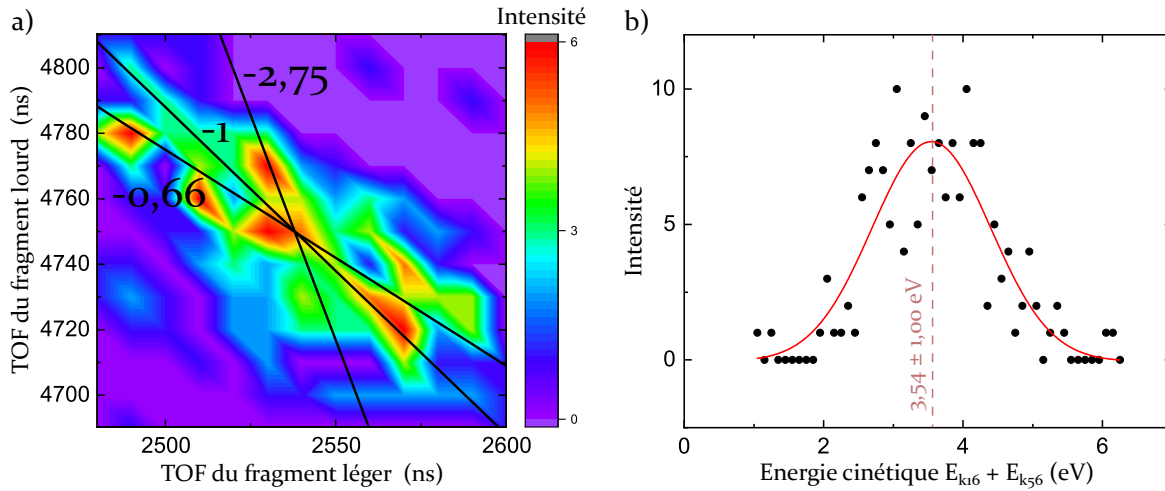 a)
Intensité
TOF du fragment lourd (ns)
4800
4780
4760
4740
4720
4700
-2,75
-1
-0,66
6
3
0
2500
2550
2600
TOF du fragment léger (ns)
b)
Intensité
10
5
0
3,54 ± 1,00 eV
0
2
4
6
Energie cinétique Ek16 + Ek56 (eV)